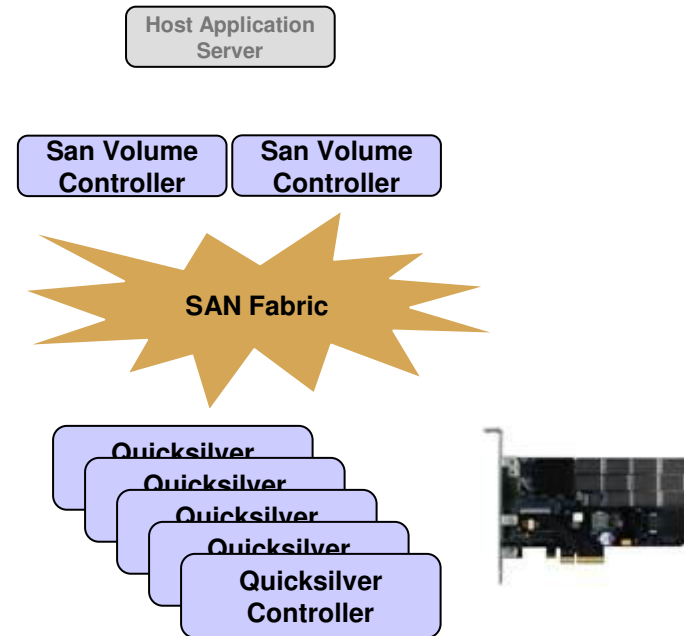 Host Application
Server
San Volume
Controller
San Volume
Controller
SAN Fabric
Quicksilver
Quicksilver
Quicksilver
Quicksilver
Quicksilver
Controller